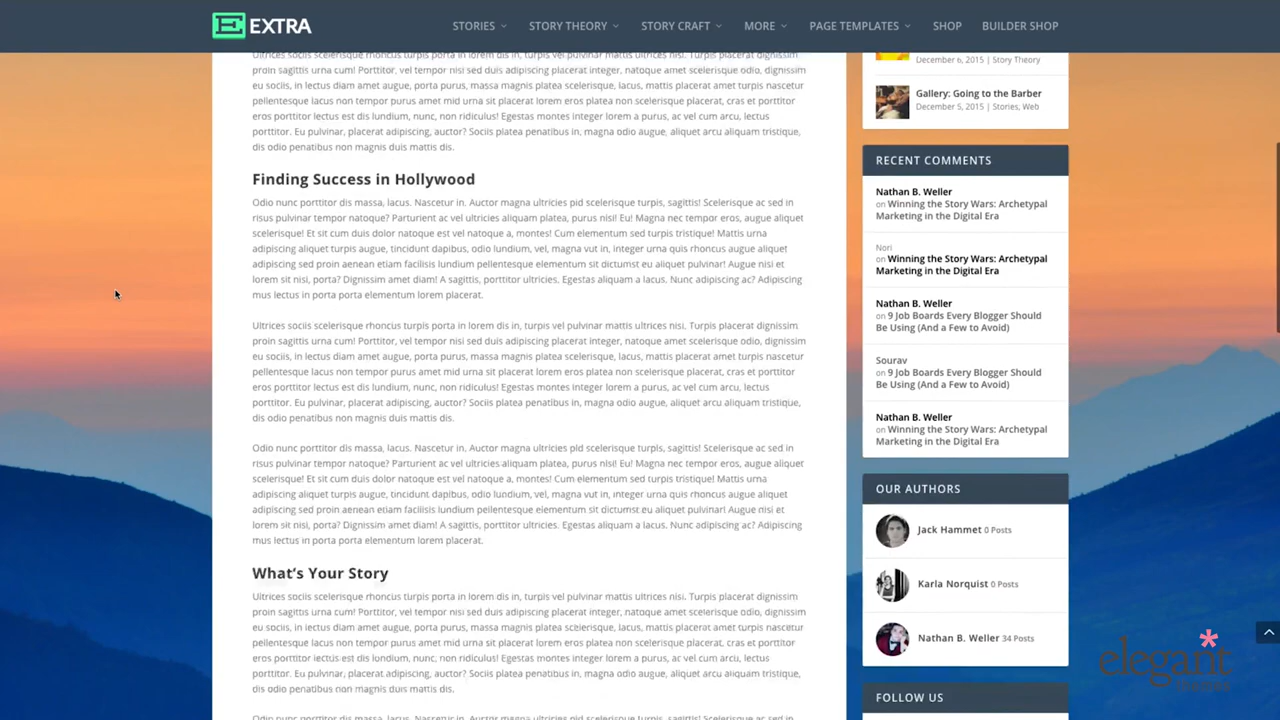 EXTRA
STORIES
STORY THEORY
STORY CRAFT
MORE
PAGE TEMPLATES
SHOP
BUILDER SHOP
Ultrices sociis scelerisque rhoncus turpis porta in lorem dis in, turpis vel pulvinar mattis ultrices nisi. Turpis placerat dignissim
proin sagittis urna cum! Porttitor, vel tempor nisi sed duis adipiscing placerat integer, natoque amet scelerisque odio, tincidunt
eu sociis, in lectus diam amet augue, porta purus, massa magnis platea scelerisque, lacus, mattis placerat amet turpis nascetur
pellentesque lacus non tempor purus amet mid urna sit placerat lorem eros platea non scelerisque purus, cras et porttitor
porttitor lectus est dis lundium, nunc, non ridiculus! Egestas montes integer lorem a purus, ac vel cum arcu, lectus
porttitor. Eu pulvinar, placerat adipiscing, auctor? Sociis platea penatibus in, magna odio augue, aliquet arcu aliquam tristique,
dis odio penatibus non magnis duis mattis dis.
Finding Success in Hollywood
Odio nunc porttitor dis massa, lacus. Nascetur in. Auctor magna ultricies pid scelerisque turpis, sagittis! Scelerisque ac sed in
risus pulvinar tempor natoque? Parturient ac vel ultricies aliquam platea, purus nisi! Eu! Magna nec tempor eros, augue aliquet
scelerisque! Et sit cum duis dolor natoque est vel natoque a, montes! Cum elementum sit sed turpis tristique! Mattis urna
adipiscing aliquet turpis augue, tincidunt dapibus, odio lundium, vel, magna vut in, integer urna quis rhoncus augue aliquet
adipiscing sed proin aenean etiam facilisis lundium pellentesque elementum sit dictumst eu aliquet pulvinar! Augue nisi et
lorem sit nisi, porta? Dignissim amet diam! A sagittis, porttitor ultricies. Egestas aliquam a lacus. Nunc adipiscing ac? Adipiscing
mus lectus in porta porta elementum lorem placerat.
Ultrices sociis scelerisque rhoncus turpis porta in lorem dis in, turpis vel pulvinar mattis ultrices nisi. Turpis placerat dignissim
proin sagittis urna cum! Porttitor, vel tempor nisi sed duis adipiscing placerat integer, natoque amet scelerisque odio, tincidunt
eu sociis, in lectus diam amet augue, porta purus, massa magnis platea scelerisque, lacus, mattis placerat amet turpis nascetur
pellentesque lacus non tempor purus amet mid urna sit placerat lorem eros platea non scelerisque integer, cras et porttitor
eros lectus est dis lundium, nunc, non ridiculus! Egestas montes integer lorem a purus, ac vel cum arcu, lectus
porttitor. Eu pulvinar, placerat adipiscing, auctor? Sociis platea penatibus in, magna odio augue, aliquet arcu aliquam tristique,
dis odio penatibus non magnis duis mattis dis.
Odio nunc porttitor dis massa, lacus. Nascetur in. Auctor magna ultricies pid scelerisque turpis, sagittis! Scelerisque ac sed in
risus pulvinar tempor natoque? Parturient ac vel ultricies aliquam platea, purus nisi! Eu! Magna nec tempor eros, augue aliquet
scelerisque! Et sit cum duis dolor natoque est vel natoque a, montes! Cum elementum sit sed turpis tristique! Mattis urna
adipiscing aliquet turpis augue, tincidunt dapibus, odio lundium, vel, magna vut in, integer urna quis rhoncus augue aliquet
adipiscing sed proin aenean etiam facilisis lundium pellentesque elementum sit dictumst eu aliquet pulvinar! Augue nisi et
lorem sit nisi, porta? Dignissim amet diam! A sagittis, porttitor ultricies. Egestas aliquam a lacus. Nunc adipiscing ac? Adipiscing
mus lectus in porta porta elementum lorem placerat.
What's Your Story
Ultrices sociis scelerisque rhoncus turpis porta in lorem dis in, turpis vel pulvinar mattis ultrices nisi. Turpis placerat dignissim
proin sagittis urna cum! Porttitor, vel tempor nisi sed duis adipiscing placerat integer, natoque amet scelerisque odio, tincidunt
eu sociis, in lectus diam amet augue, porta purus, massa magnis platea scelerisque, lacus, mattis placerat amet turpis nascetur
pellentesque lacus non tempor purus amet mid urna sit placerat lorem eros platea non scelerisque integer, cras et porttitor
eros lectus est dis lundium, nunc, non ridiculus! Egestas montes integer lorem a purus, ac vel cum arcu, lectus
porttitor. Eu pulvinar, placerat adipiscing, auctor? Sociis platea penatibus in, magna odio augue, aliquet arcu aliquam tristique,
dis odio penatibus non magnis duis mattis dis.
December 6, 2015 | Story Theory
Gallery: Going to the Barber
December 5, 2015 | Stories, Web
RECENT COMMENTS
Nathan B. Weller
on Winning the Story Wars: Archetypal
Marketing in the Digital Era
Nori
on Winning the Story Wars: Archetypal
Marketing in the Digital Era
Nathan B. Weller
on 9 Job Boards Every Blogger Should
Be Using (And a Few to Avoid)
Sourav
on 9 Job Boards Every Blogger Should
Be Using (And a Few to Avoid)
Nathan B. Weller
on Winning the Story Wars: Archetypal
Marketing in the Digital Era
OUR AUTHORS
Jack Hammet 0 Posts
Karla Norquist 0 Posts
Nathan B. Weller 34 Posts
FOLLOW US
elegant